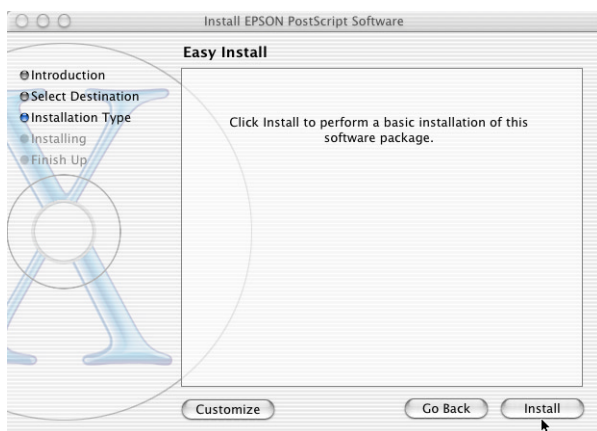 Install EPSON PostScript Software
Easy Install
Introduction
Select Destination
Installation Type
Installing
Finish Up
Click Install to perform a basic installation of this
software package.
Customize
Go Back
Install